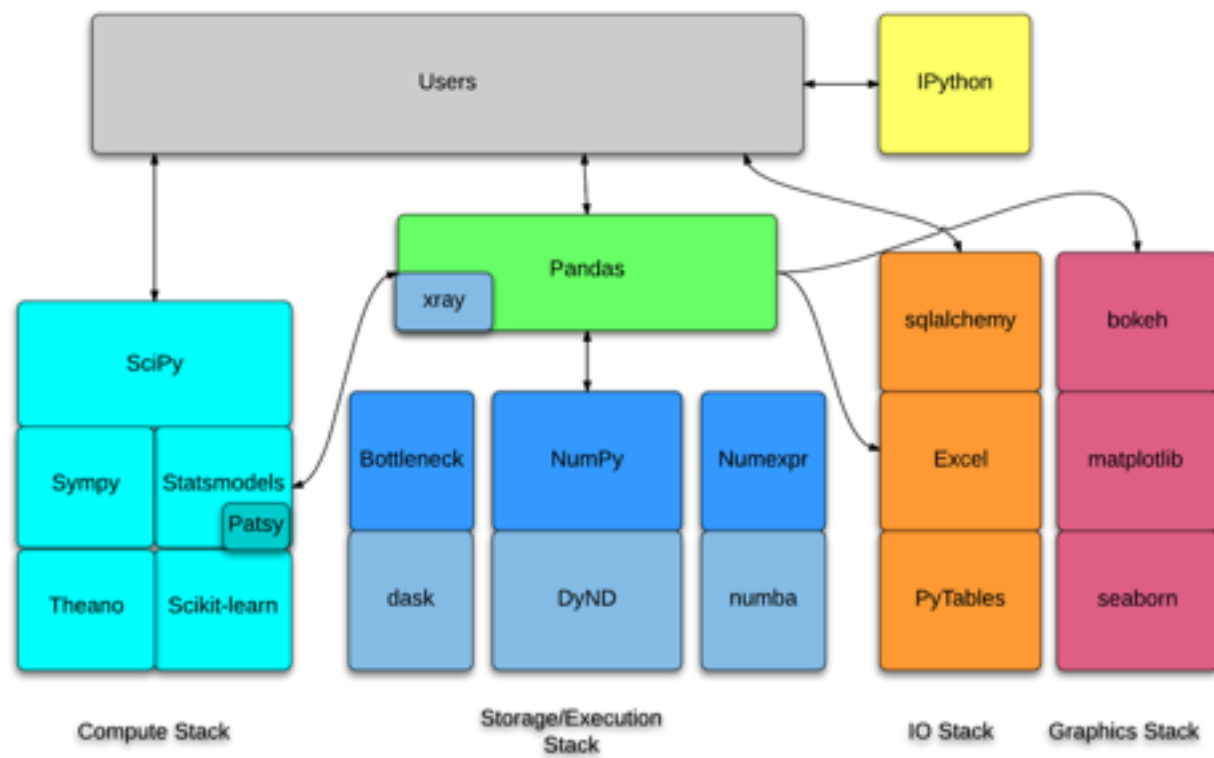 Users
IPython
Pandas
xray
sqlalchemy
bokeh
SciPy
Bottleneck
NumPy
Numexpr
Excel
matplotlib
Sympy
Statsmodels
Patsy
dask
DyND
numba
PyTables
seaborn
Theano
Scikit-learn
Compute Stack
Storage/Execution
Stack
IO Stack
Graphics Stack